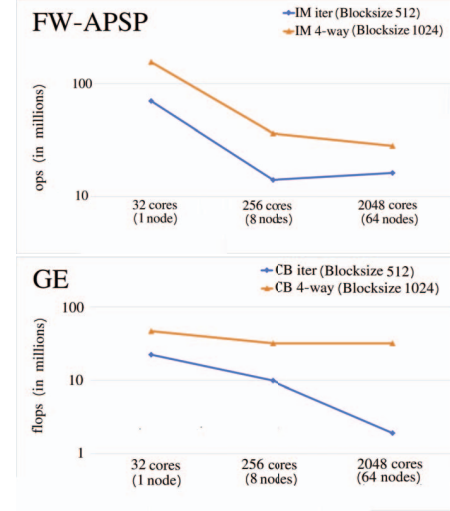 FW-APSP
IM iter (Blocksize 512)
IM 4-way (Blocksize 1024)
ops (in millions)
100
10
32 cores
(1 node)
256 cores
(8 nodes)
2048 cores
(64 nodes)
GE
CB iter (Blocksize 512)
CB 4-way (Blocksize 1024)
flops (in millions)
100
10
1
32 cores
(1 node)
256 cores
(8 nodes)
2048 cores
(64 nodes)